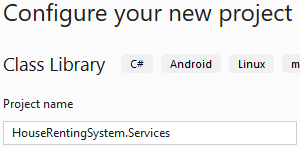 Configure your new project
Class Library C# Android Linux m
Project name
HouseRentingSystem.Services